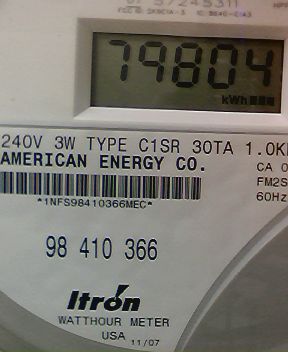 79804
kWh
240V 3W TYPE C1SR 30TA 1.0K
AMERICAN ENERGY CO.
CA 0
FM2S
60Hz
*1NFS98410366MEC*
98 410 366
Itron
WATTHOUR METER
USA 11/07